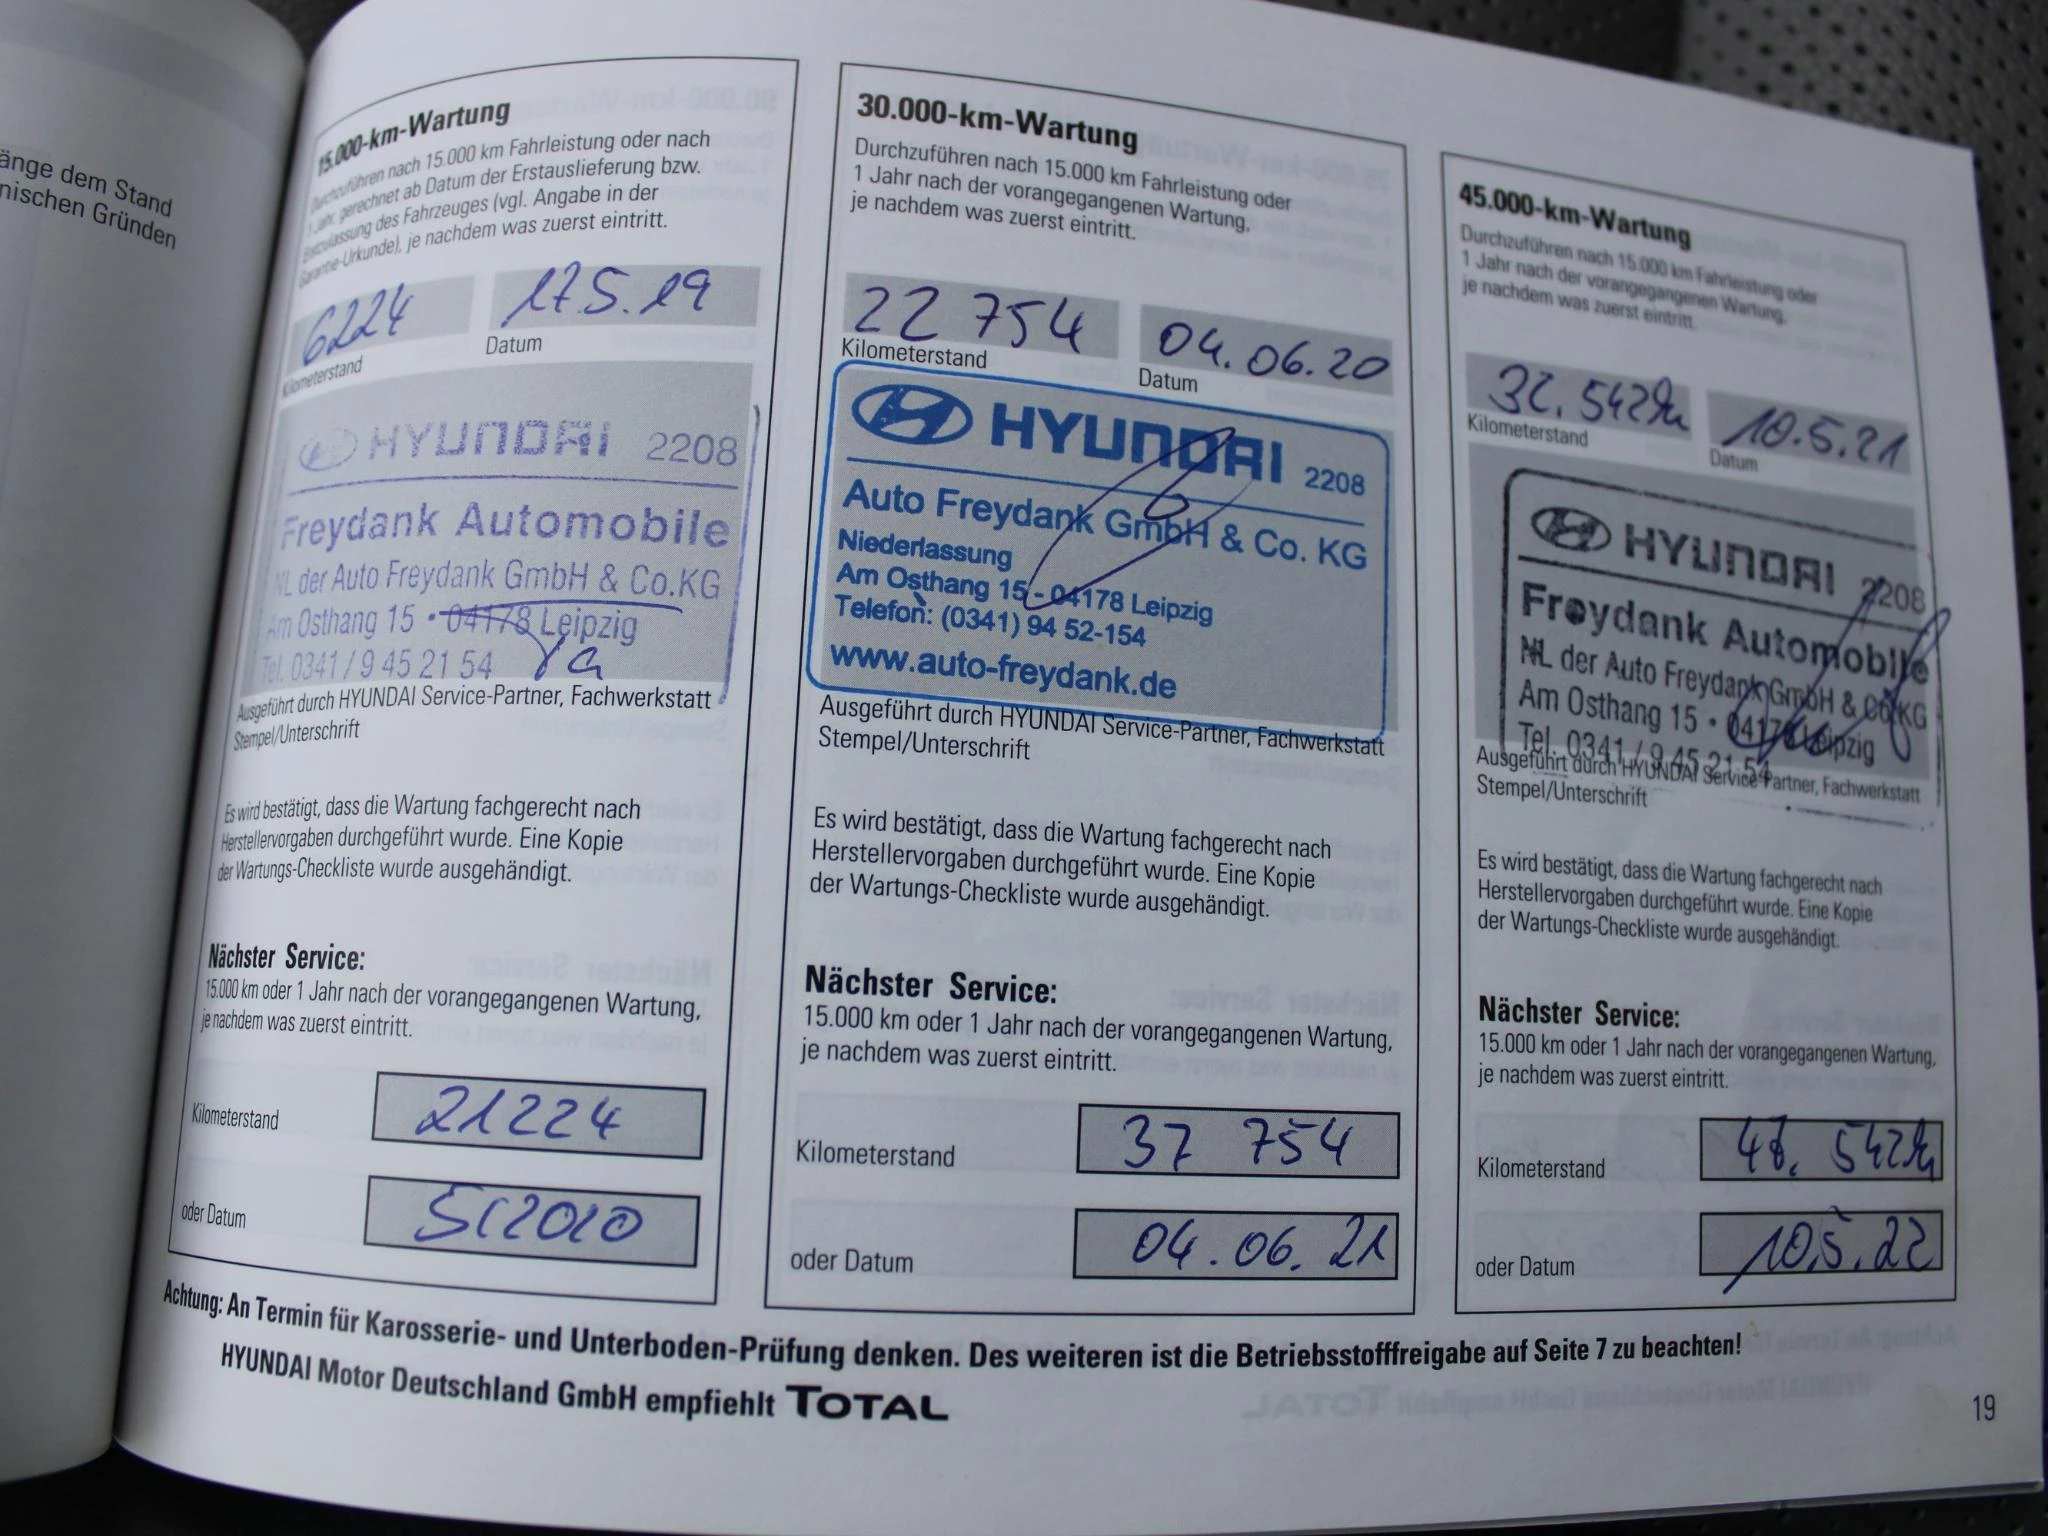 änge dem Stand
nischen Gründen
15.000-km-Wartung
Durchzuführen nach 15.000 km Fahrleistung oder nach
1 Jahr, gerechnet ab Datum der Erstauslieferung bzw.
Erstzulassung des Fahrzeuges (vgl. Angabe in der
Garantie-Urkunde), je nachdem was zuerst eintritt.
6224 17.5.19
Kilometerstand Datum
HYUNDAI 2208
Freydank Automobile
NL der Auto Freydank GmbH & Co.KG
Am Osthang 15 • 04178 Leipzig
Tel. 0341 / 9 45 21 54
Ausgeführt durch HYUNDAI Service-Partner, Fachwerkstatt
Stempel/Unterschrift
Es wird bestätigt, dass die Wartung fachgerecht nach
Herstellervorgaben durchgeführt wurde. Eine Kopie
der Wartungs-Checkliste wurde ausgehändigt.
Nächster Service:
15.000 km oder 1 Jahr nach der vorangegangenen Wartung,
je nachdem was zuerst eintritt.
Kilometerstand 21224
oder Datum 5/2020
30.000-km-Wartung
Durchzuführen nach 15.000 km Fahrleistung oder
1 Jahr nach der vorangegangenen Wartung,
je nachdem was zuerst eintritt.
22 754 04.06.20
Kilometerstand Datum
HYUNDAI 2208
Auto Freydank GmbH & Co. KG
Niederlassung
Am Osthang 15 - 04178 Leipzig
Telefon: (0341) 94 52-154
www.auto-freydank.de
Ausgeführt durch HYUNDAI Service-Partner, Fachwerkstatt
Stempel/Unterschrift
Es wird bestätigt, dass die Wartung fachgerecht nach
Herstellervorgaben durchgeführt wurde. Eine Kopie
der Wartungs-Checkliste wurde ausgehändigt.
Nächster Service:
15.000 km oder 1 Jahr nach der vorangegangenen Wartung,
je nachdem was zuerst eintritt.
Kilometerstand 37 754
oder Datum 04.06.21
45.000-km-Wartung
Durchzuführen nach 15.000 km Fahrleistung oder
1 Jahr nach der vorangegangenen Wartung,
je nachdem was zuerst eintritt.
32.542km 10.5.21
Kilometerstand Datum
HYUNDAI 2208
Freydank Automobile
NL der Auto Freydank GmbH & Co.KG
Am Osthang 15 • 04178 Leipzig
Tel. 0341 / 9 45 21 54
Ausgeführt durch HYUNDAI Service-Partner, Fachwerkstatt
Stempel/Unterschrift
Es wird bestätigt, dass die Wartung fachgerecht nach
Herstellervorgaben durchgeführt wurde. Eine Kopie
der Wartungs-Checkliste wurde ausgehändigt.
Nächster Service:
15.000 km oder 1 Jahr nach der vorangegangenen Wartung,
je nachdem was zuerst eintritt.
Kilometerstand 47.542km
oder Datum 10.5.22
Achtung: An Termin für Karosserie- und Unterboden-Prüfung denken. Des weiteren ist die Betriebsstofffreigabe auf Seite 7 zu beachten!
HYUNDAI Motor Deutschland GmbH empfiehlt TOTAL
19